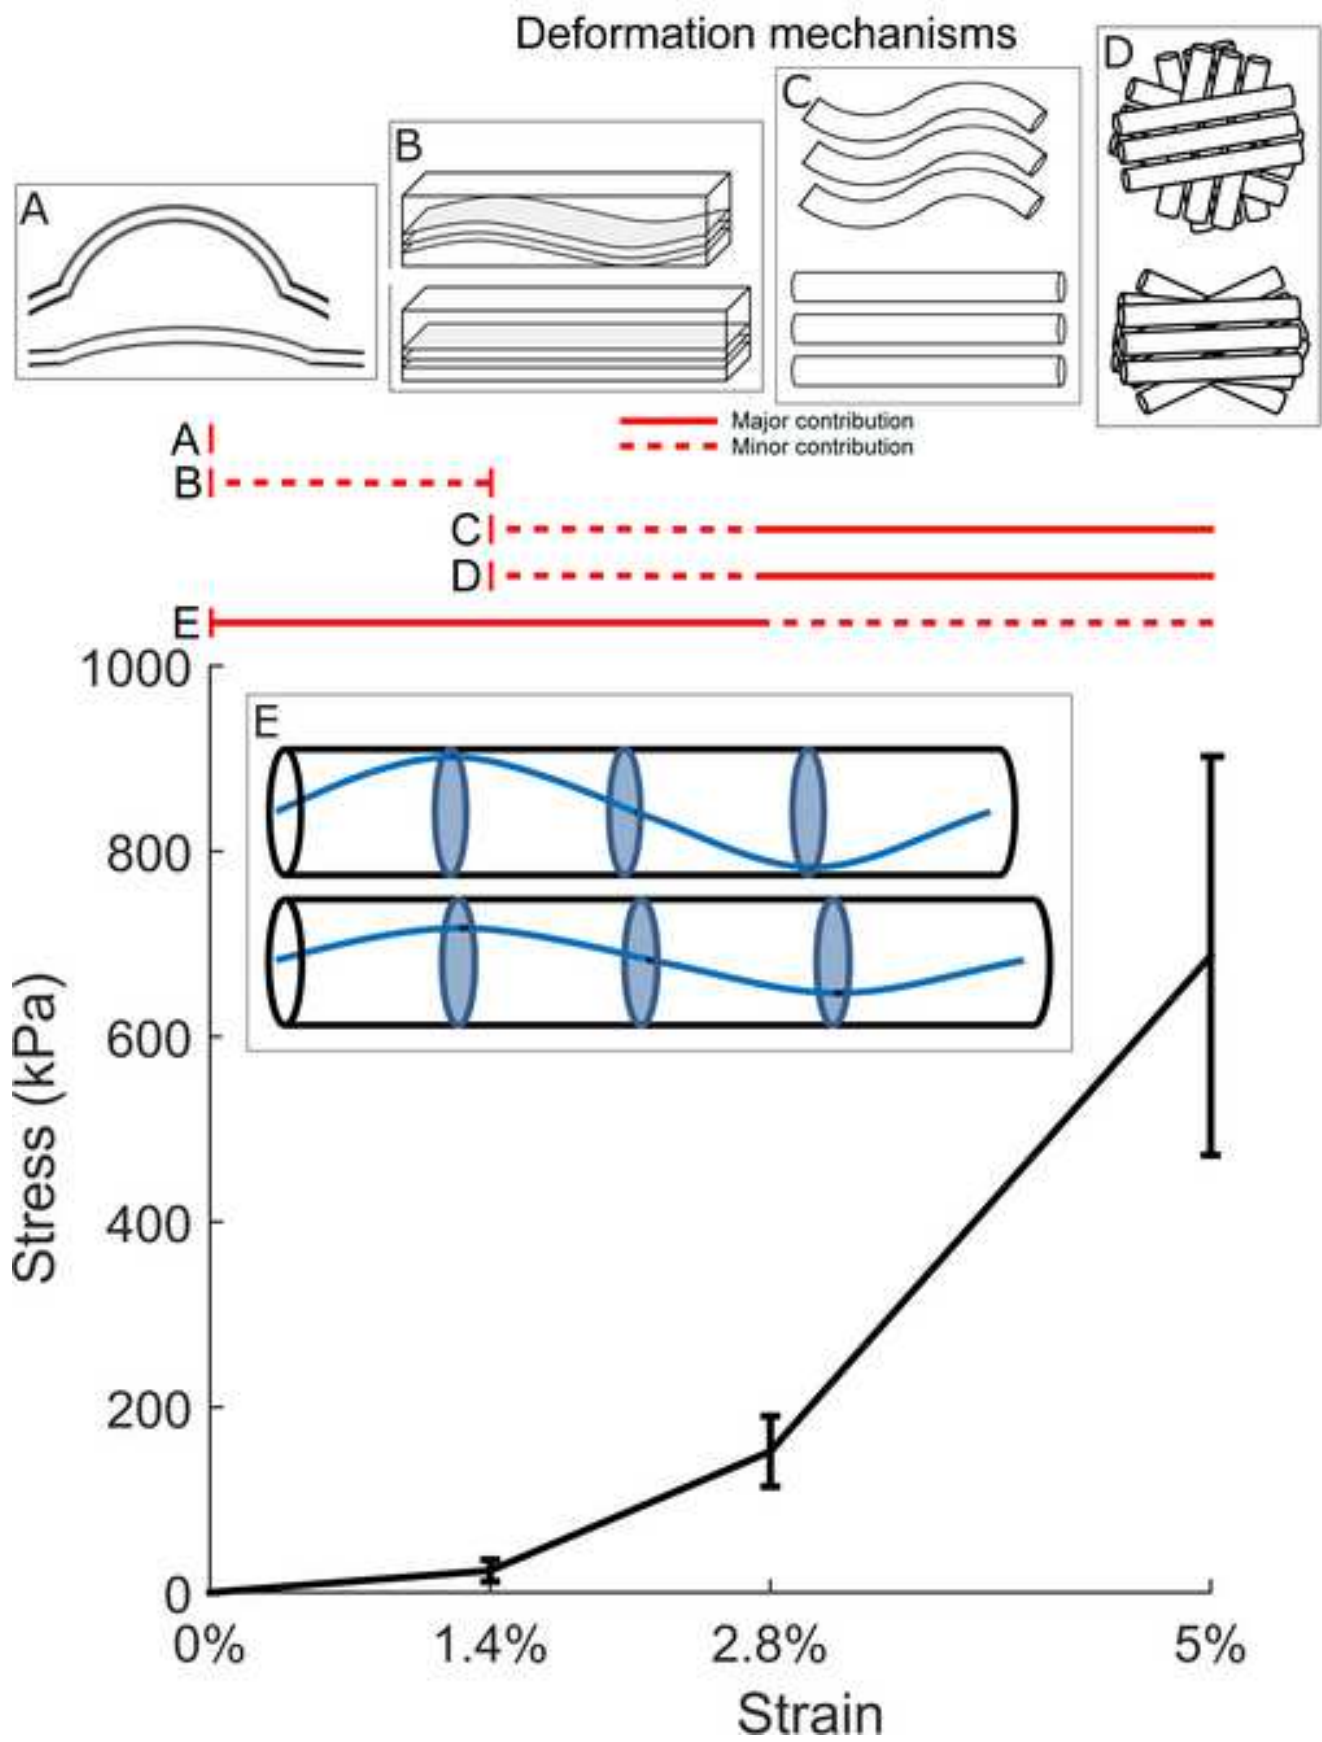 Deformation mechanisms
A
B
C
D
Major contribution
Minor contribution
A
B
C
D
E
E
1000
800
600
400
200
0
0% 1.4% 2.8% 5%
Stress (kPa)
Strain